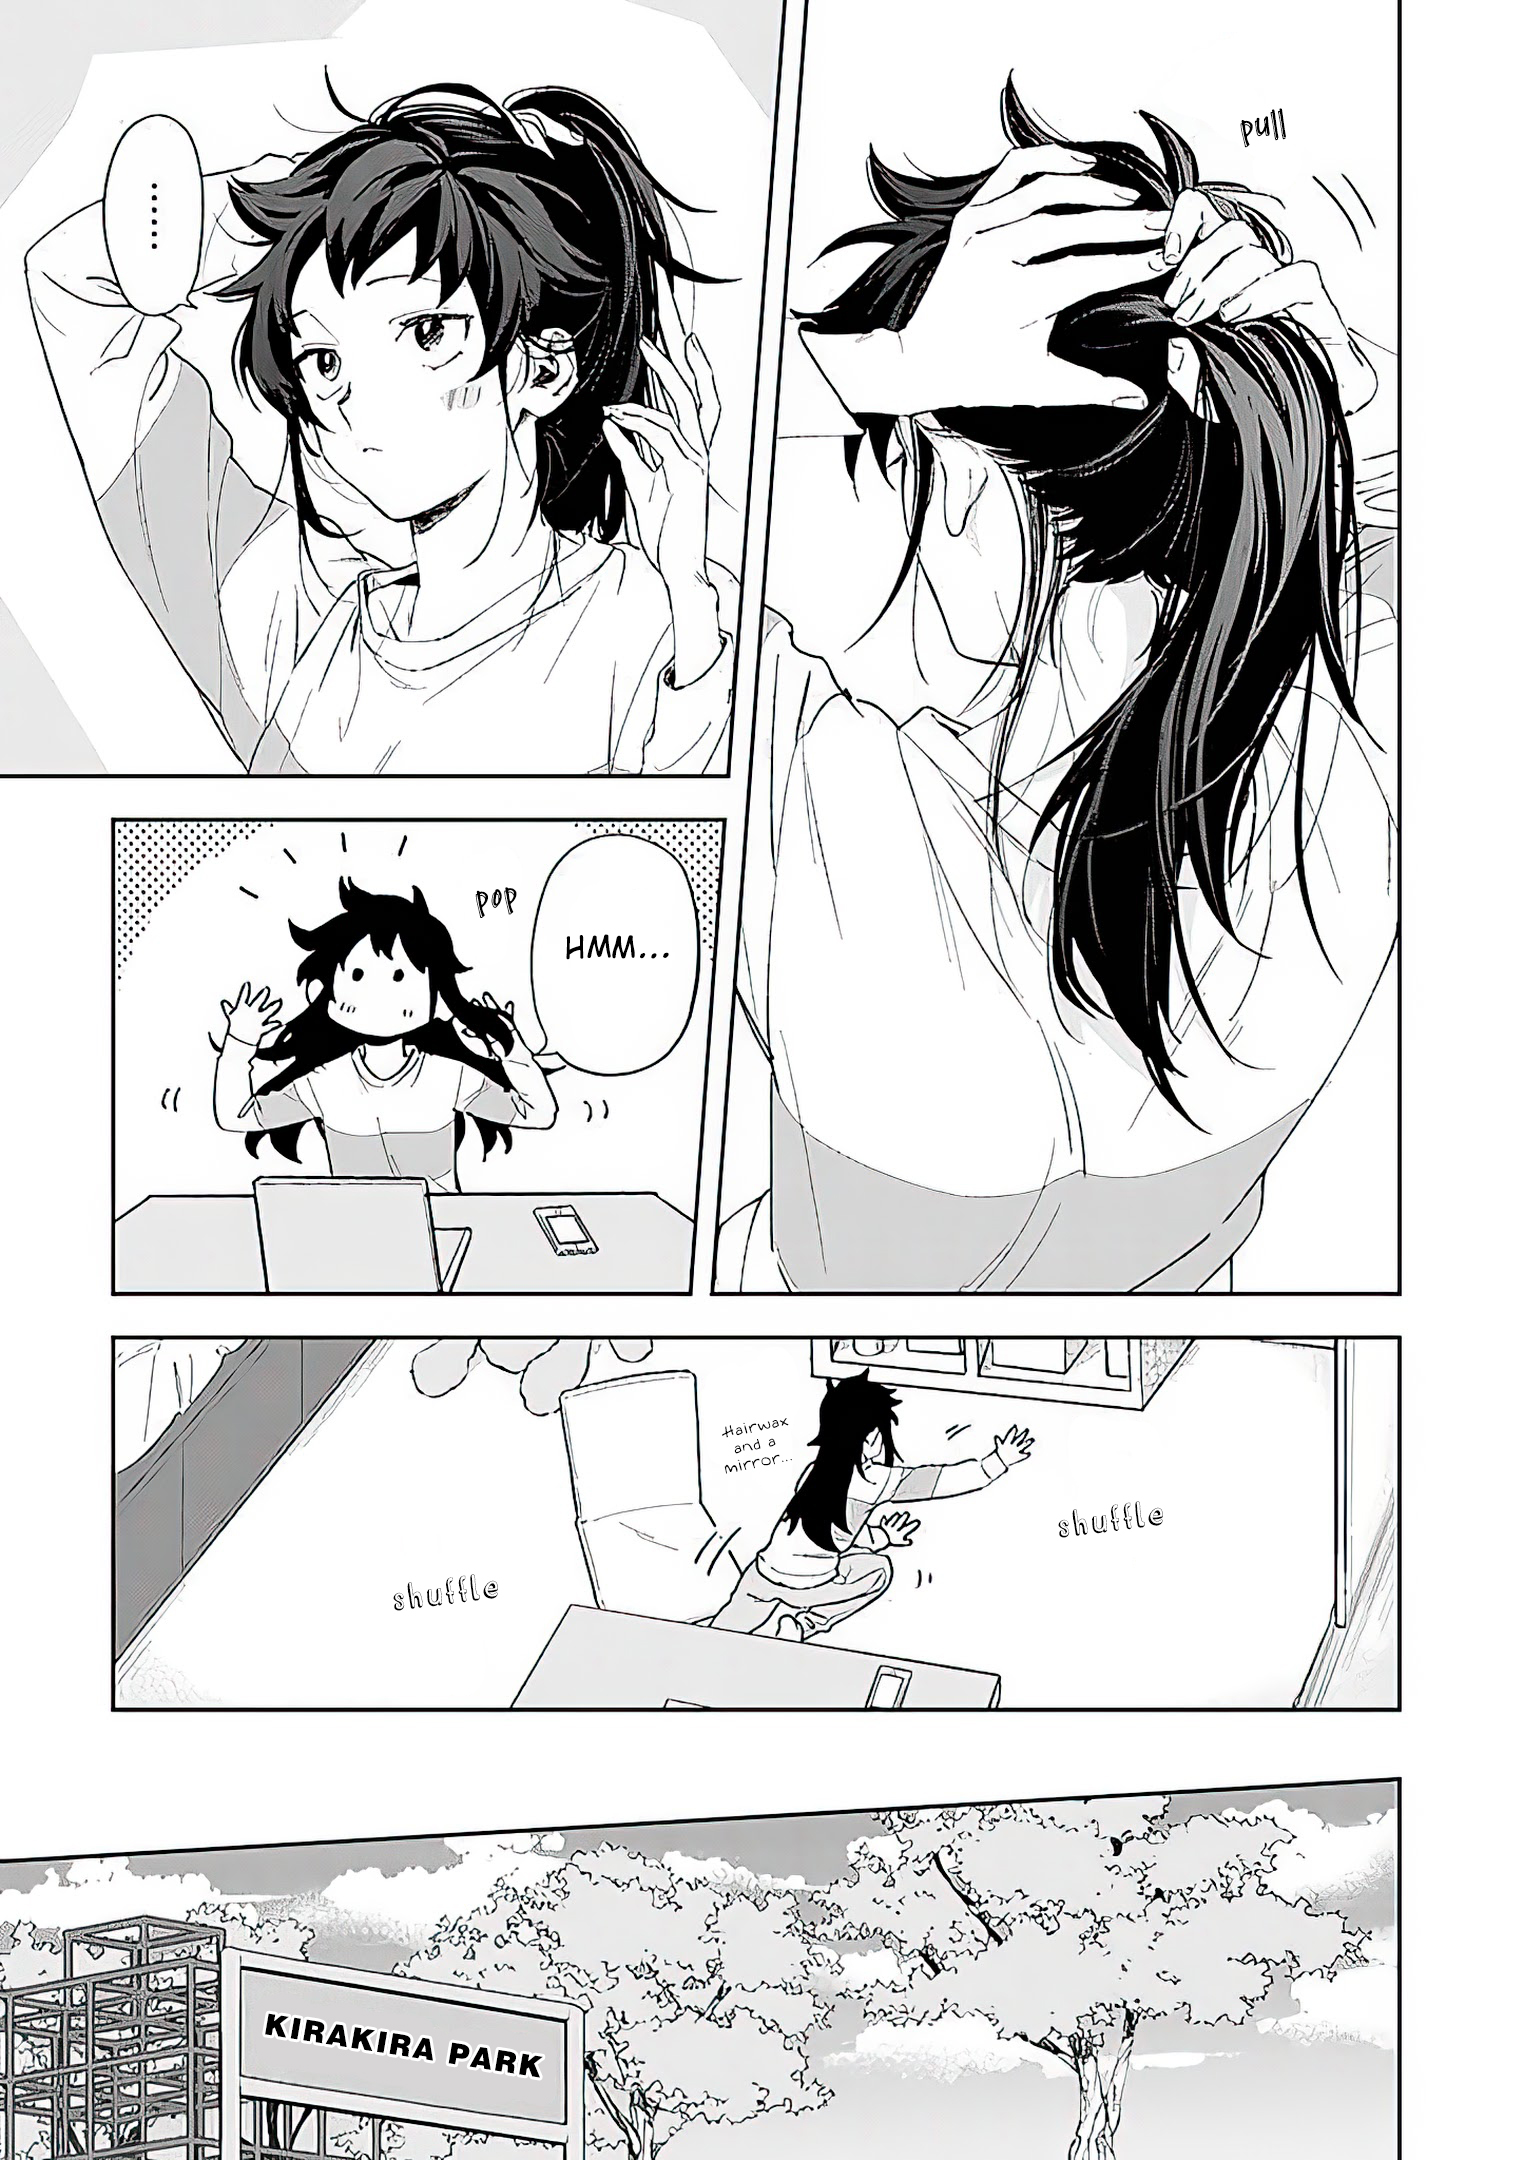 pull
......
HMM...
pop
Hairwax
and a
mirror...
shuffle
shuffle
KIRAKIRA PARK